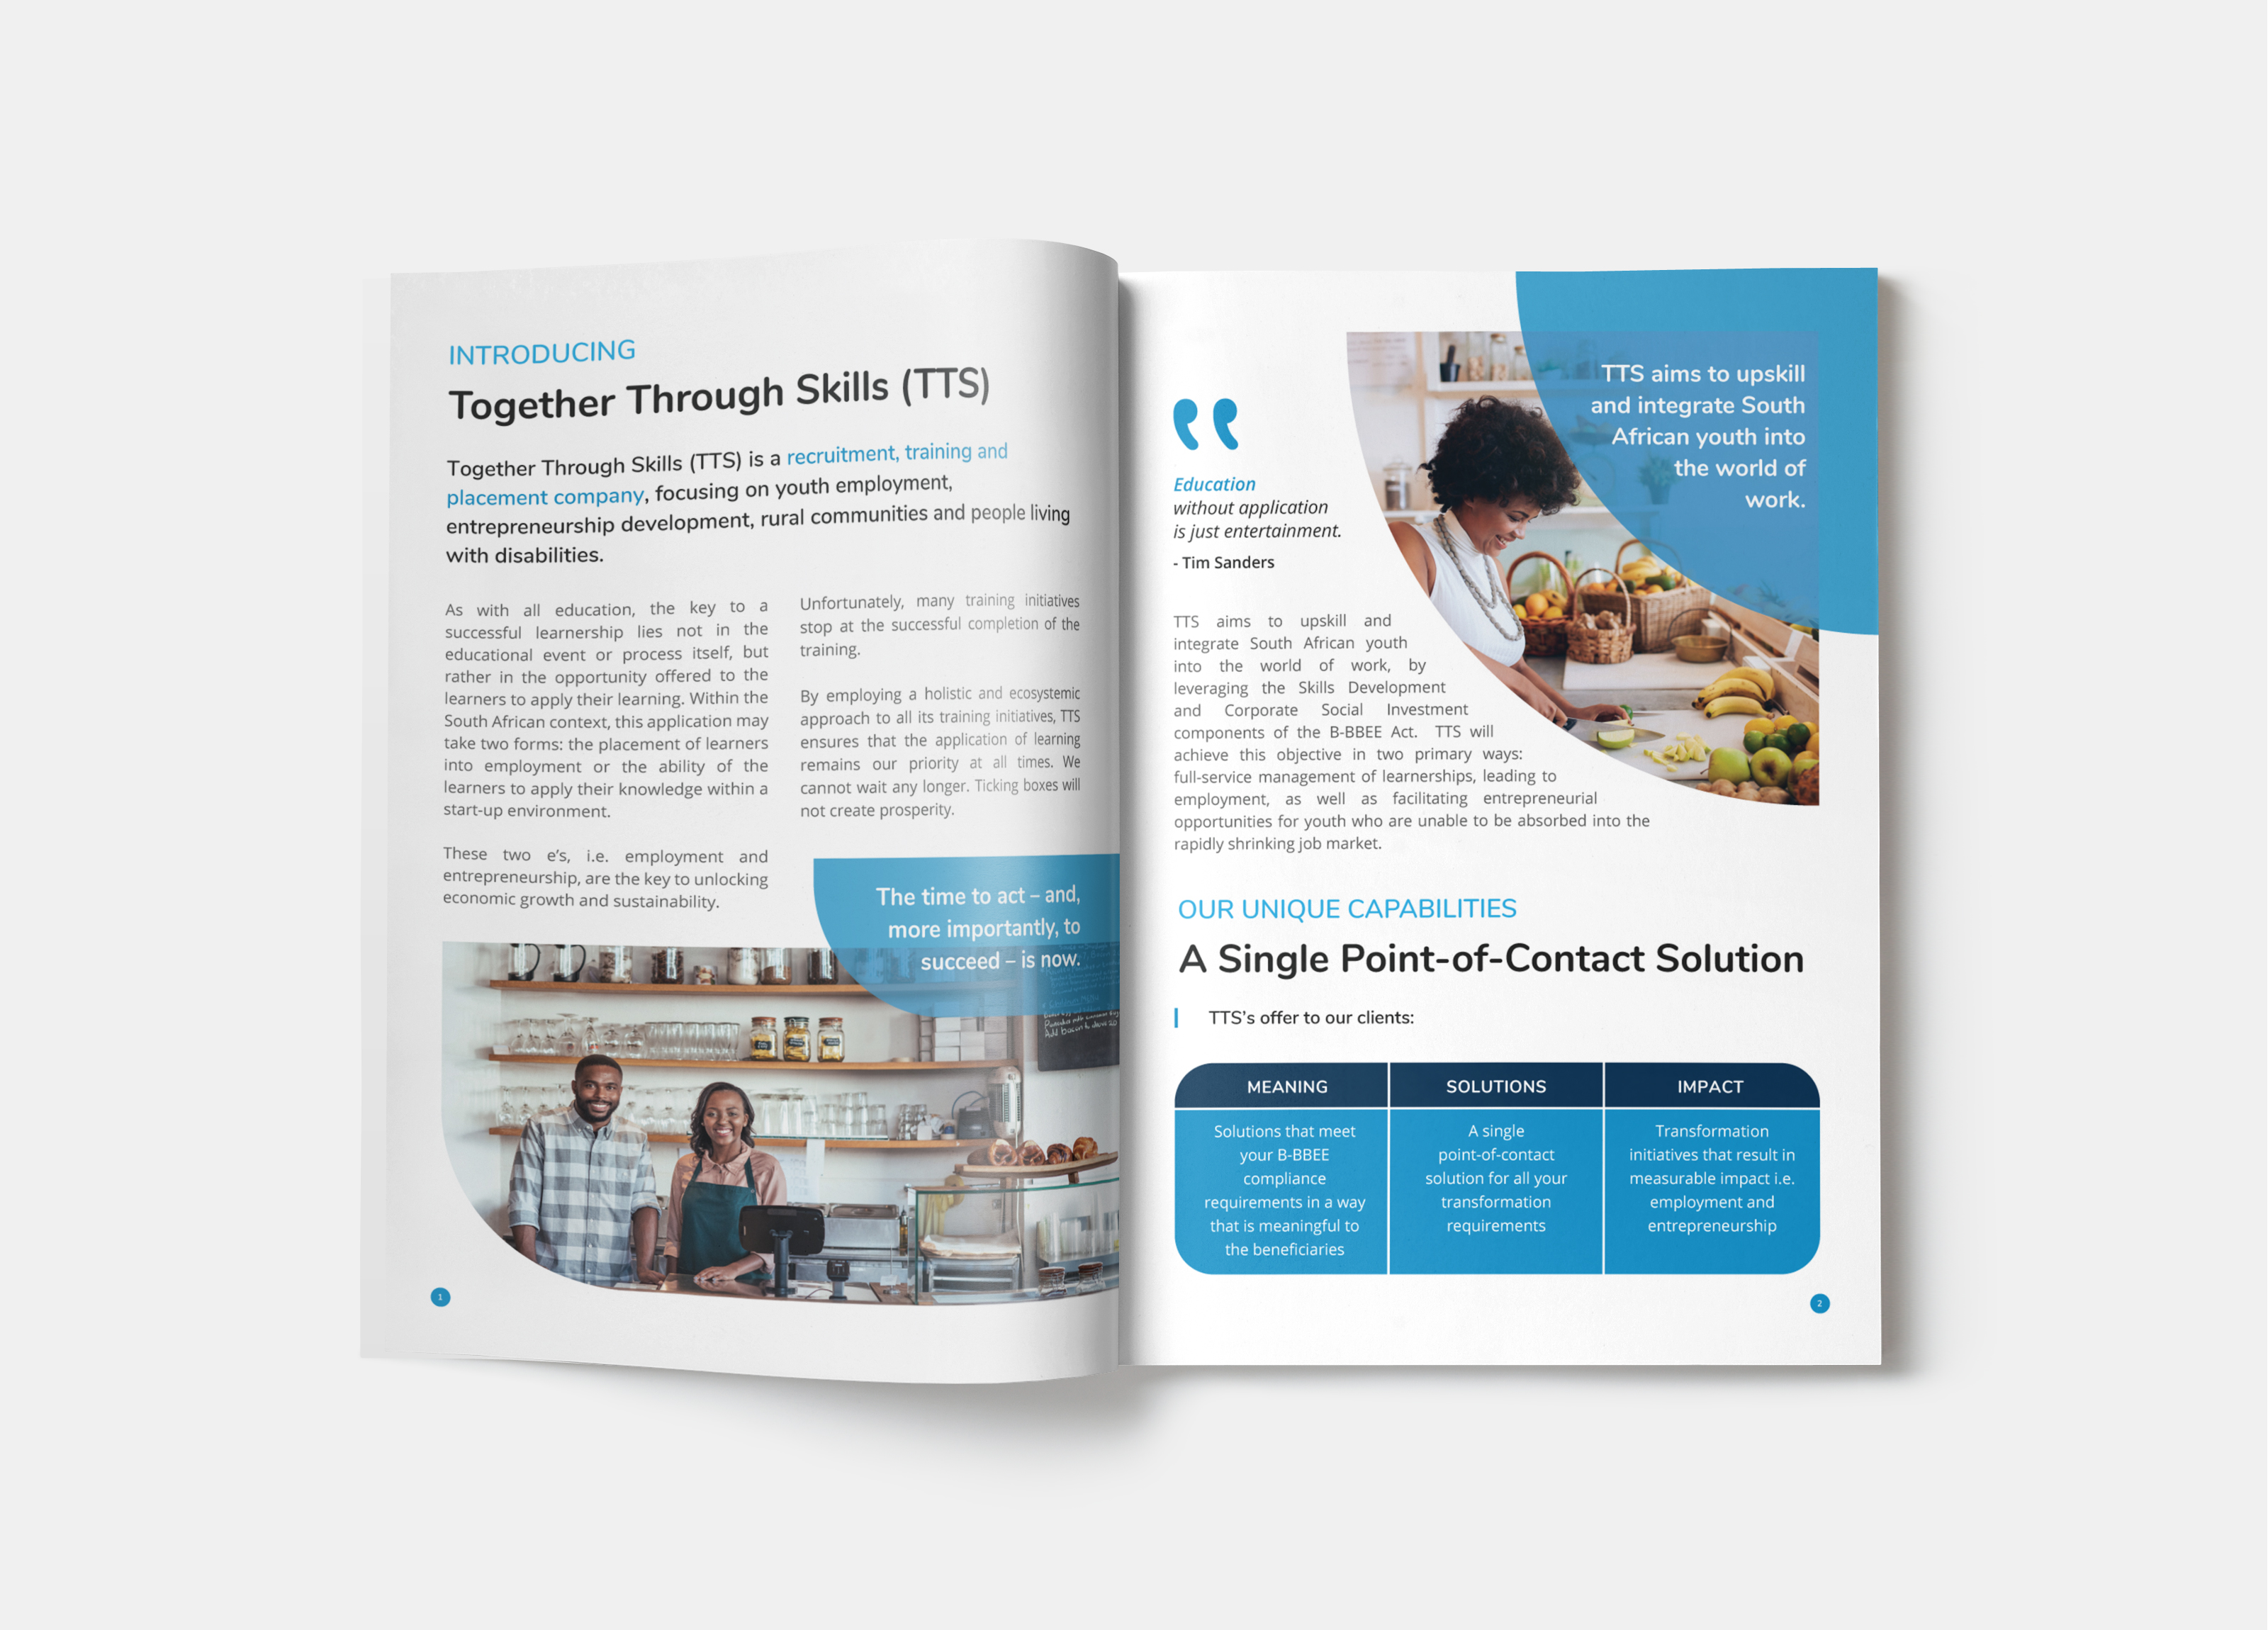 INTRODUCING
Together Through Skills (TTS)
Together Through Skills (TTS) is a recruitment, training and
placement company, focusing on youth employment,
entrepreneurship development, rural communities and people living
with disabilities.
As with all education, the key to a
successful learnership lies not in the
educational event or process itself, but
rather in the opportunity offered to the
learners to apply their learning. Within the
South African context, this application may
take two forms: the placement of learners
into employment or the ability of the
learners to apply their knowledge within a
start-up environment.
These two e's, i.e. employment and
entrepreneurship, are the key to unlocking
economic growth and sustainability.
Unfortunately, many training initiatives
stop at the successful completion of the
training.
By employing a holistic and ecosystemic
approach to all its training initiatives, TTS
ensures that the application of learning
remains our priority at all times. We
cannot wait any longer. Ticking boxes will
not create prosperity.
The time to act – and,
more importantly, to
succeed – is now.
Add bacon
1
TTS aims to upskill
and integrate South
African youth into
the world of
work.
Education
without application
is just entertainment.
- Tim Sanders
TTS aims to upskill and
integrate South African youth
into the world of work, by
leveraging the Skills Development
and Corporate Social Investment
components of the B-BBEE Act. TTS will
achieve this objective in two primary ways:
full-service management of learnerships, leading to
employment, as well as facilitating entrepreneurial
opportunities for youth who are unable to be absorbed into the
rapidly shrinking job market.
OUR UNIQUE CAPABILITIES
A Single Point-of-Contact Solution
TTS's offer to our clients:
MEANING
Solutions that meet
your B-BBEE
compliance
requirements in a way
that is meaningful to
the beneficiaries
SOLUTIONS
A single
point-of-contact
solution for all your
transformation
requirements
IMPACT
Transformation
initiatives that result in
measurable impact i.e.
employment and
entrepreneurship
2